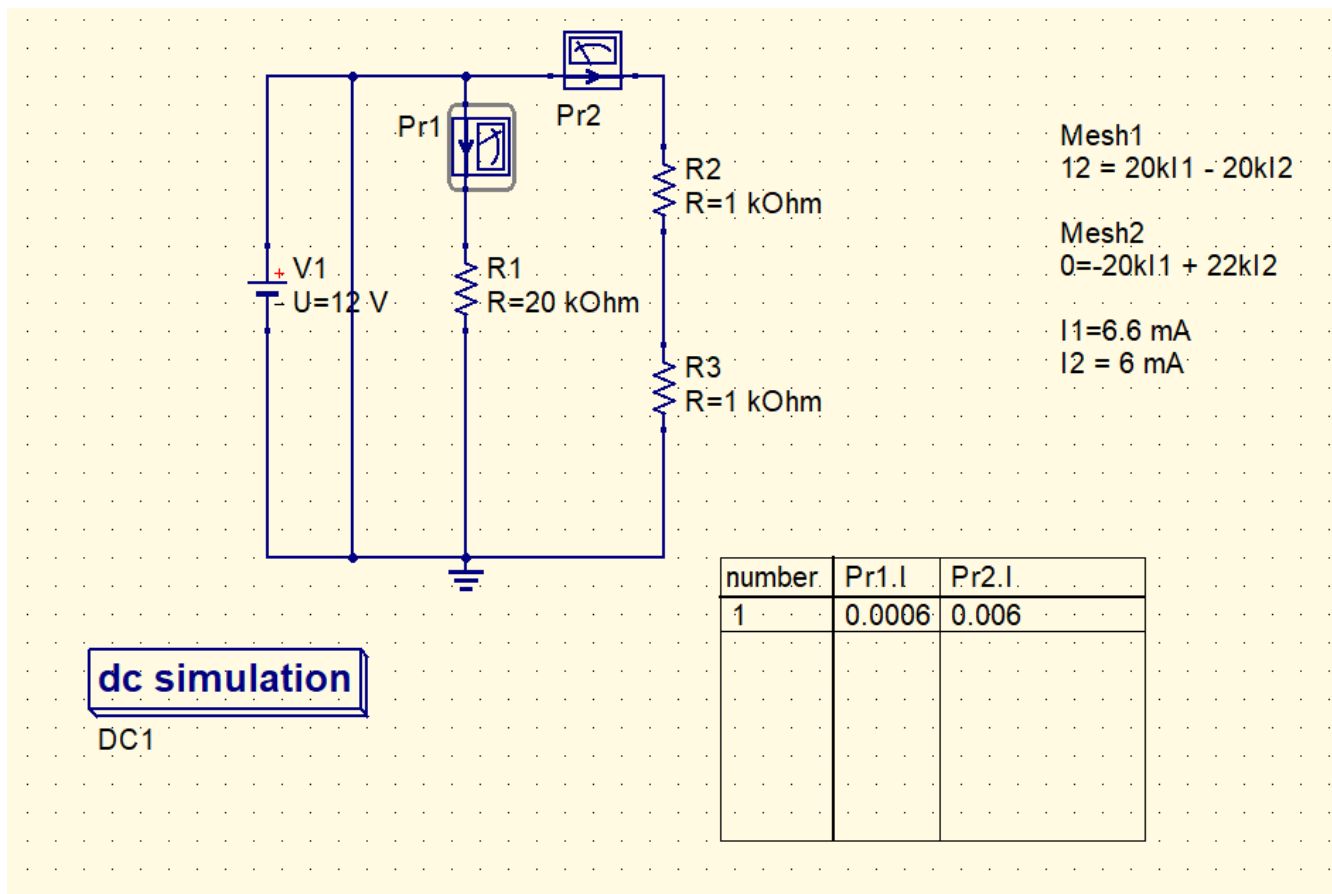 Pr2
Pr1
Mesh1
12 = 20kI1 - 20kI2
R2
R=1 kOhm
Mesh2
0=-20kI1 + 22kI2
+ V1
- U=12 V
R1
R=20 kOhm
I1=6.6 mA
I2 = 6 mA
R3
R=1 kOhm
number Pr1.I Pr2.I
1 0.0006 0.006
dc simulation
DC1